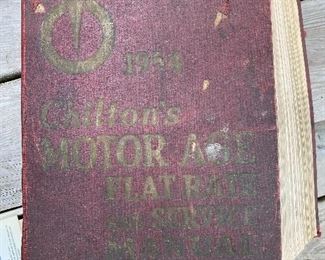 1954
Chilton's
MOTOR AGE
FLAT RATE
AND SERVICE
MANUAL